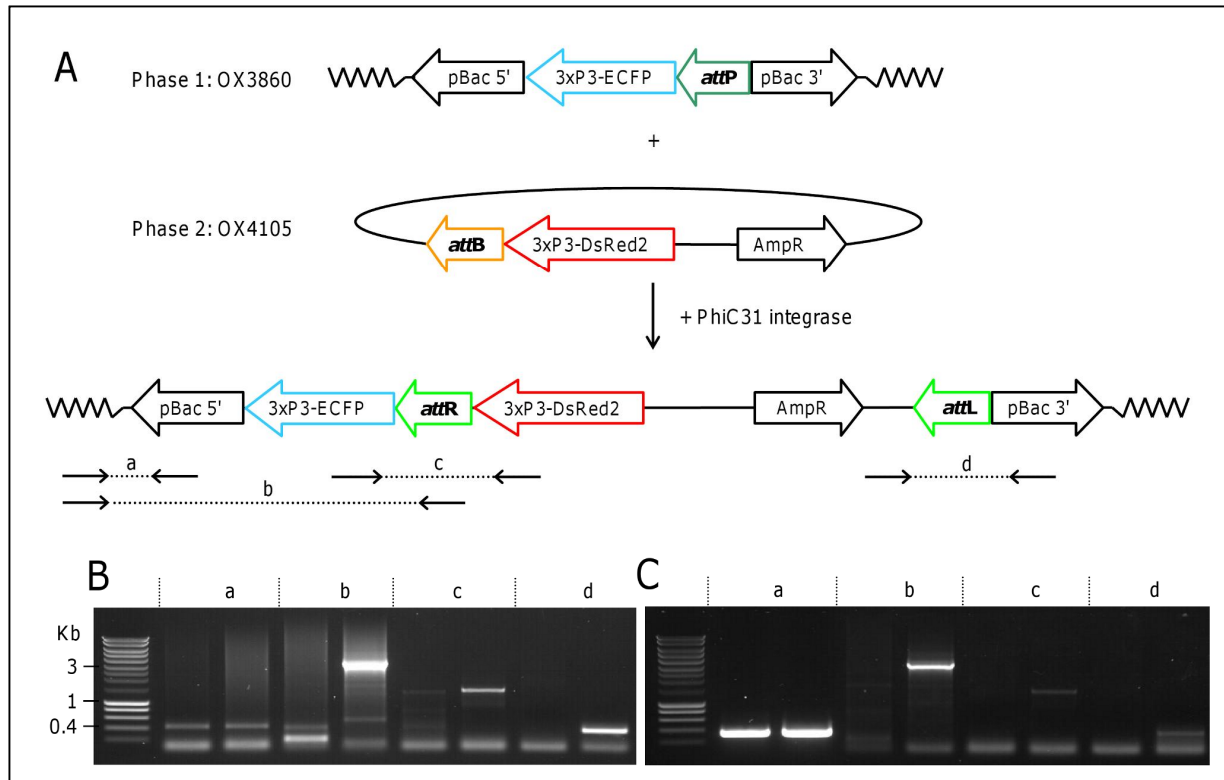 A
Phase 1: OX3860
pBac 5'
3xP3-ECFP
attP
pBac 3'
+
Phase 2: OX4105
attB
3xP3-DsRed2
AmpR
+ PhiC31 integrase
pBac 5'
3xP3-ECFP
attR
3xP3-DsRed2
AmpR
attL
pBac 3'
a
c
d
b
B
a
b
c
d
C
a
b
c
d
Kb
3
1
0.4